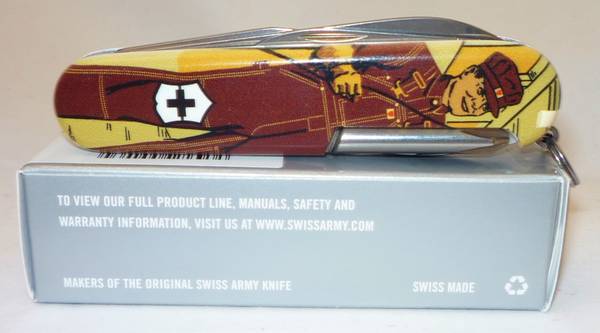 TO VIEW OUR FULL PRODUCT LINE, MANUALS, SAFETY AND
WARRANTY INFORMATION, VISIT US AT WWW.SWISSARMY.COM
MAKERS OF THE ORIGINAL SWISS ARMY KNIFE SWISS MADE